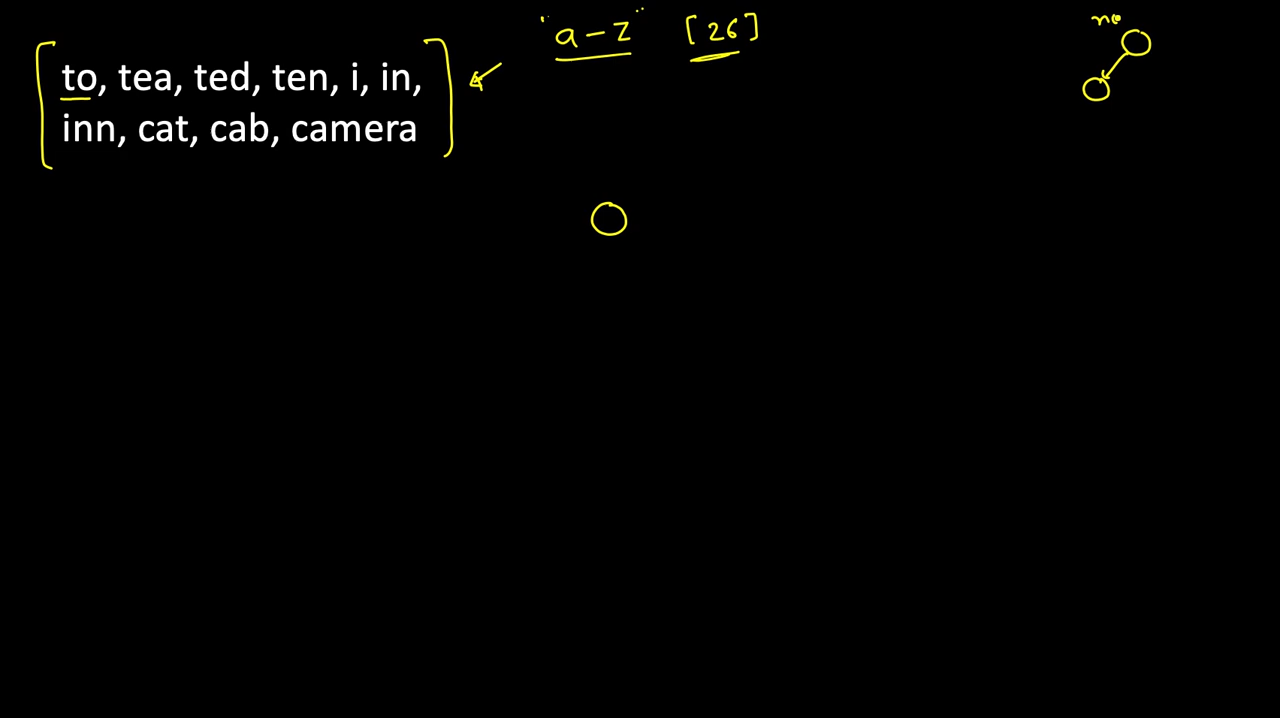 "a-z" [26]
to, tea, ted, ten, i, in,
inn, cat, cab, camera